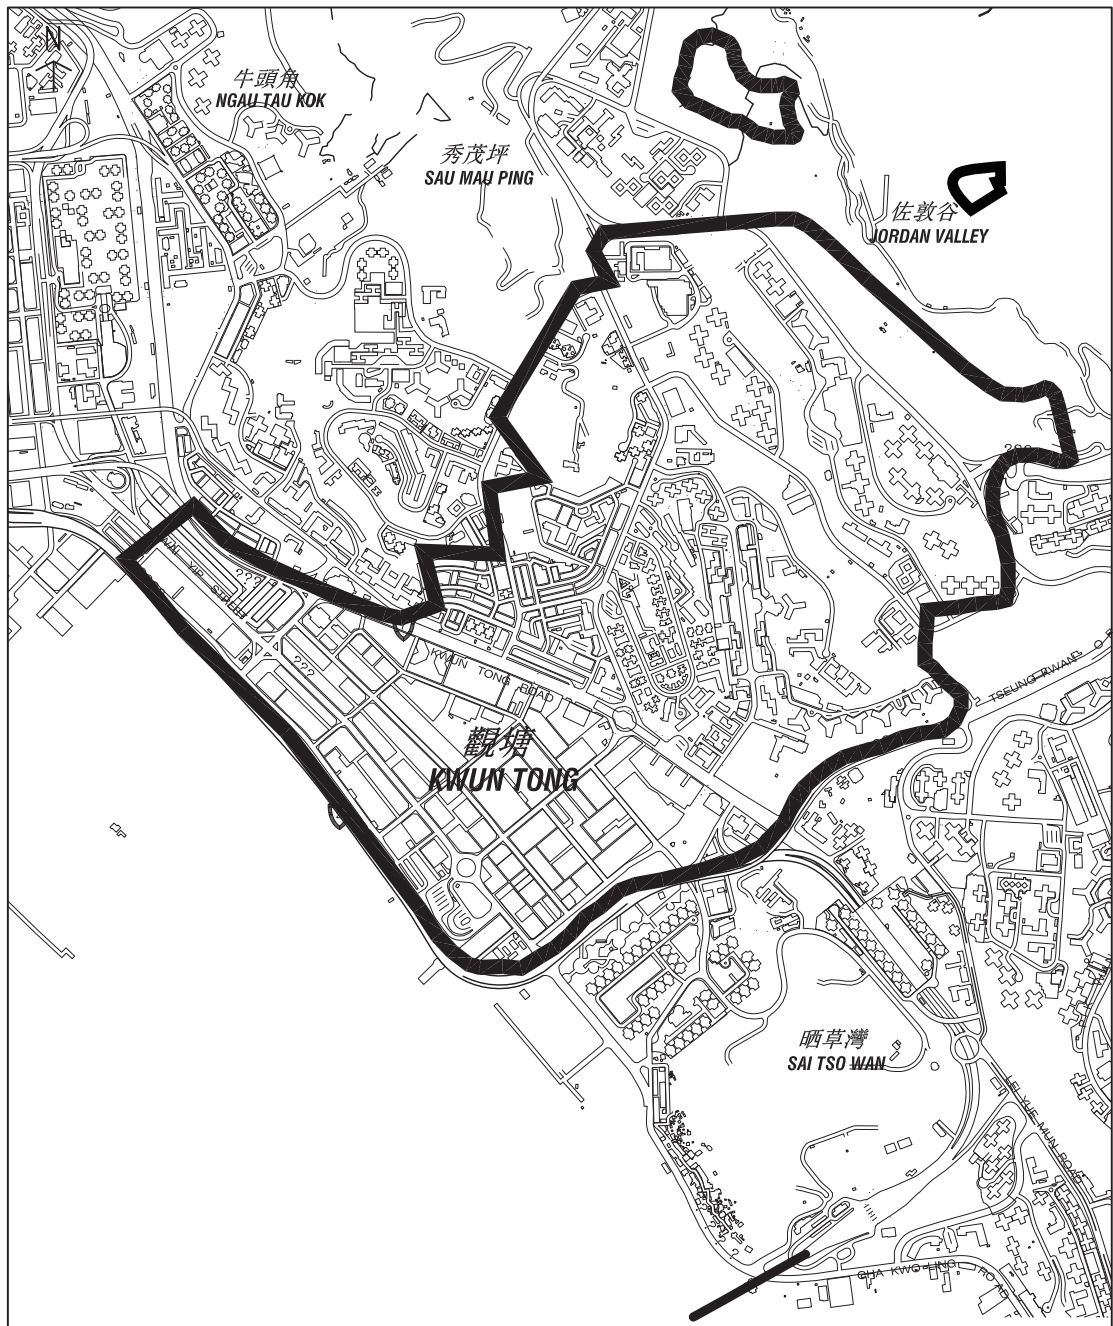 N
牛頭角
NGAU TAU KOK
秀茂坪
SAU MAU PING
佐敦谷
JORDAN VALLEY
???
???
KWUN TONG ROAD
TSEUNG KWAN O
觀塘
KWUN TONG
晒草灣
SAI TSO WAN
LEI YUE MUN ROAD
CHA KWO LING ROAD